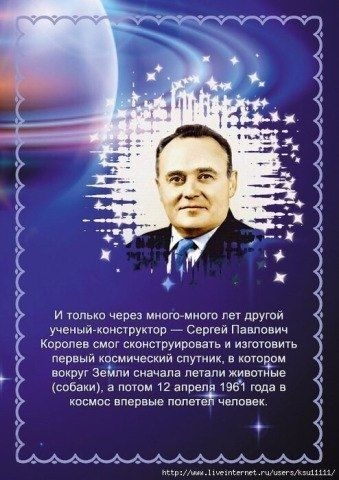 И только через много-много лет другой
ученый-конструктор — Сергей Павлович
Королев смог сконструировать и изготовить
первый космический спутник, в котором
вокруг Земли сначала летали животные
(собаки), а потом 12 апреля 1961 года в
космос впервые полетел человек.
http://www.liveinternet.ru/users/ksu11111/